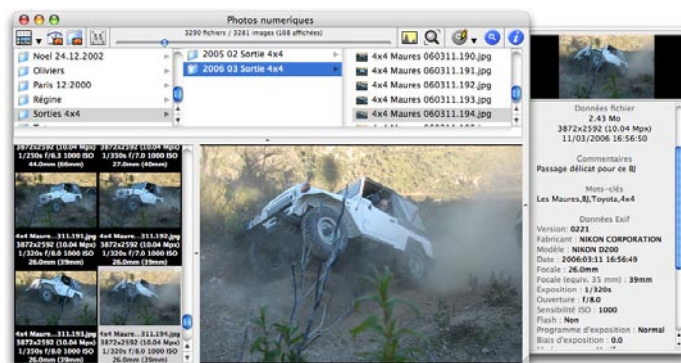 Photos numeriques
3290 fichiers / 3281 images (168 affichées)
Noel 24.12.2002
Oliviers
Paris 12:2000
Régine
Sorties 4x4
2005 02 Sortie 4x4
2006 03 Sortie 4x4
4x4 Maures 060311.190.jpg
4x4 Maures 060311.191.jpg
4x4 Maures 060311.192.jpg
4x4 Maures 060311.193.jpg
4x4 Maures 060311.194.jpg
3872x2592 (10.04 Mpx) 3872x2592 (10.04 Mpx)
1/250s f/6.3 1000 ISO 1/350s f/7.0 1000 ISO
44.0mm (66mm) 27.0mm (40mm)
4x4 Maure...311.191.jpg 4x4 Maure...311.192.jpg
3872x2592 (10.04 Mpx) 3872x2592 (10.04 Mpx)
1/320s f/8.0 1000 ISO 1/350s f/7.0 1000 ISO
26.0mm (39mm) 26.0mm (39mm)
4x4 Maure...311.193.jpg 4x4 Maure...311.194.jpg
3872x2592 (10.04 Mpx) 3872x2592 (10.04 Mpx)
1/320s f/8.0 1000 ISO 1/320s f/8.0 1000 ISO
26.0mm (39mm) 26.0mm (39mm)
Données fichier
2.43 Mo
3872x2592 (10.04 Mpx)
11/03/2006 16:56:50
Commentaires
Passage délicat pour ce BJ
Mots-clés
Les Maures,BJ,Toyota,4x4
Données Exif
Version: 0221
Fabricant : NIKON CORPORATION
Modèle : NIKON D200
Date : 2006:03:11 16:56:49
Focale : 26.0mm
Focale (equiv. 35 mm) : 39mm
Exposition : 1/320s
Ouverture : f/8.0
Sensibilité ISO : 1000
Flash : Non
Programme d'exposition : Normal
Biais d'exposition : 0.0